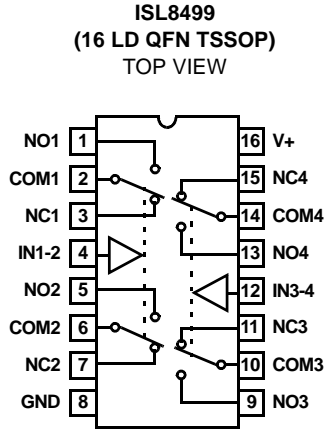 ISL8499
(16 LD QFN TSSOP)
TOP VIEW
NO1 1 16 V+
COM1 2 15 NC4
NC1 3 14 COM4
IN1-2 4 13 NO4
NO2 5 12 IN3-4
COM2 6 11 NC3
NC2 7 10 COM3
GND 8 9 NO3